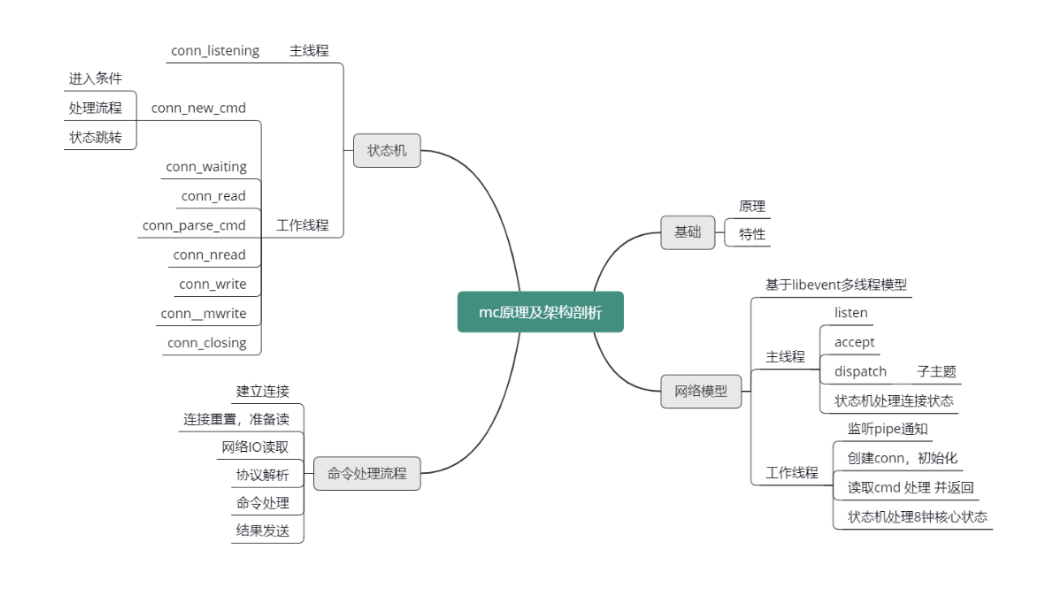 mc原理及架构剖析
基础
原理
特性
网络模型
基于libevent多线程模型
主线程
listen
accept
dispatch
子主题
状态机处理连接状态
工作线程
监听pipe通知
创建conn，初始化
读取cmd 处理 并返回
状态机处理8钟核心状态
状态机
主线程
conn_listening
工作线程
conn_new_cmd
进入条件
处理流程
状态跳转
conn_waiting
conn_read
conn_parse_cmd
conn_nread
conn_write
conn__mwrite
conn_closing
命令处理流程
建立连接
连接重置，准备读
网络IO读取
协议解析
命令处理
结果发送